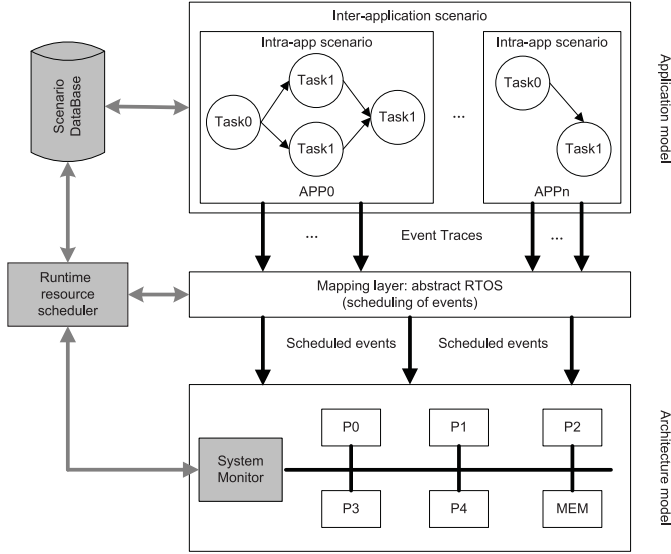 Inter-application scenario
Intra-app scenario
Intra-app scenario
Task1
Task0
Task1
Task1
Task0
Task1
...
APP0
APPn
Application model
Scenario
DataBase
...
Event Traces
...
Runtime
resource
scheduler
Mapping layer: abstract RTOS
(scheduling of events)
Scheduled events
Scheduled events
P0
P1
P2
System
Monitor
P3
P4
MEM
Architecture model